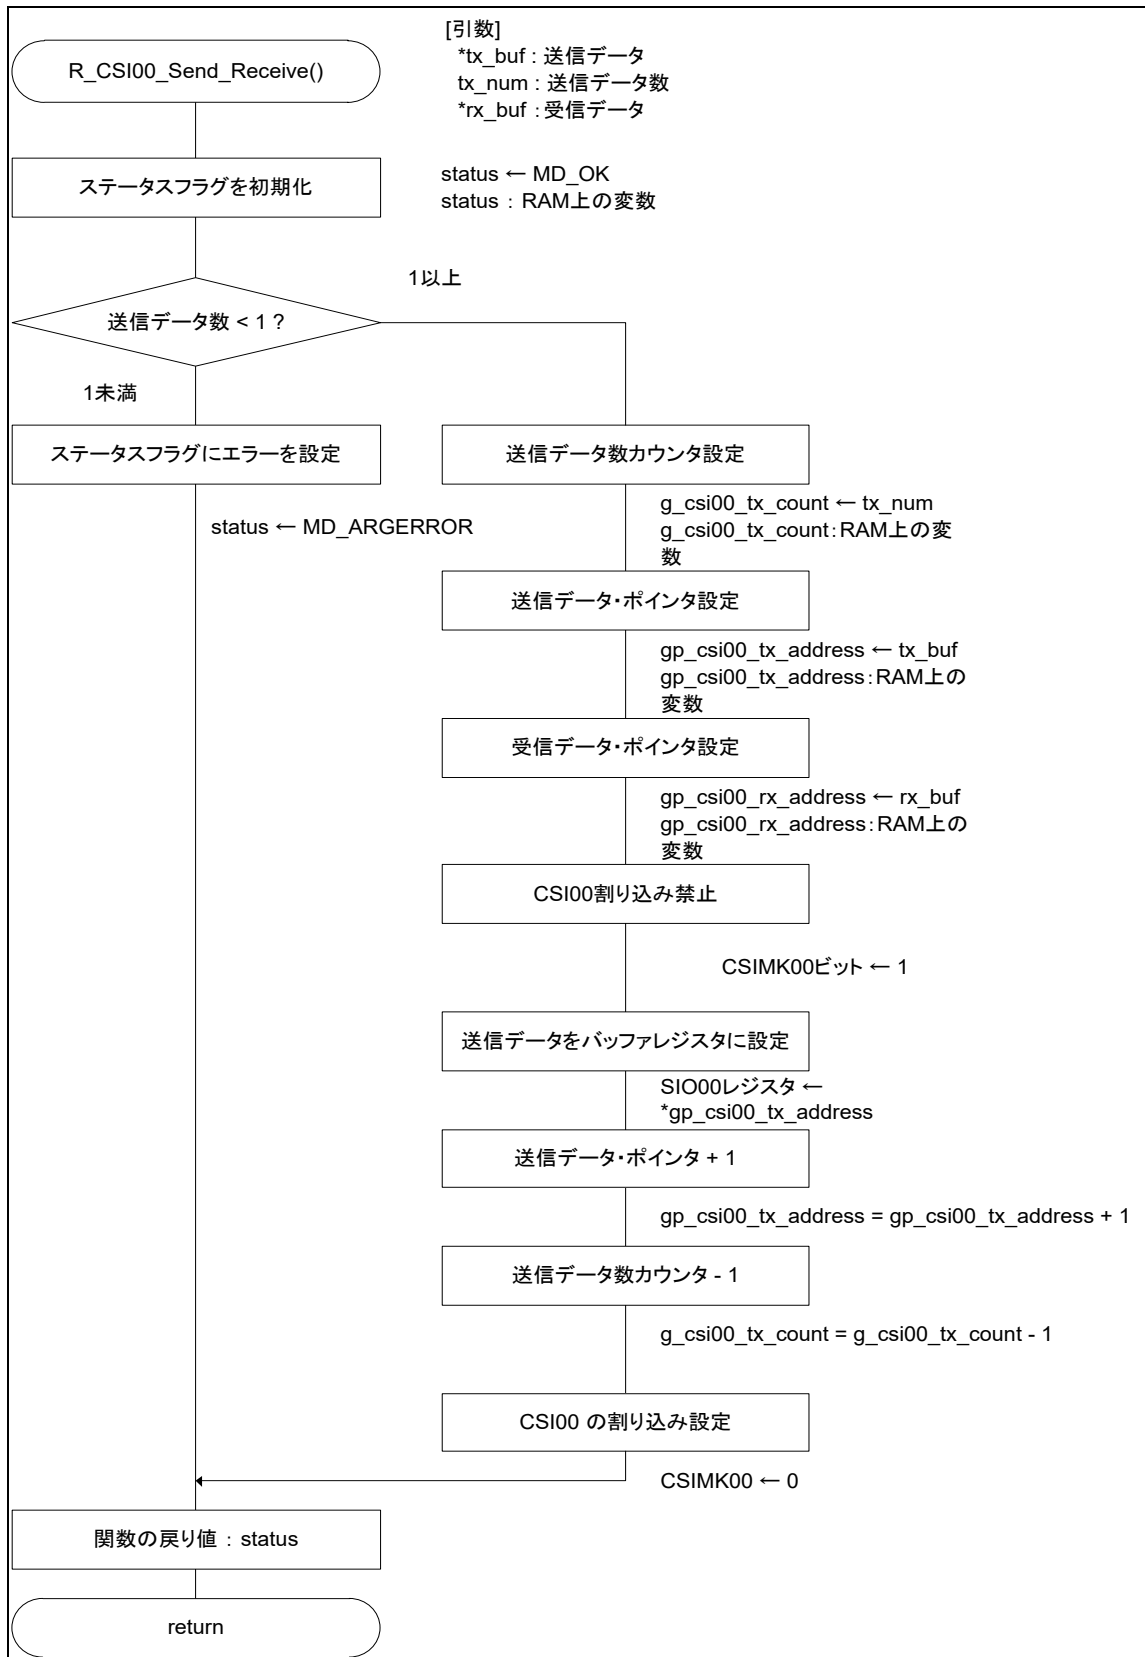 [引数]
*tx_buf : 送信データ
tx_num : 送信データ数
*rx_buf : 受信データ
R_CSI00_Send_Receive()
ステータスフラグを初期化
status ← MD_OK
status : RAM上の変数
1以上
送信データ数 < 1 ?
1未満
ステータスフラグにエラーを設定
status ← MD_ARGERROR
送信データ数カウンタ設定
g_csi00_tx_count ← tx_num
g_csi00_tx_count:RAM上の変
数
送信データ・ポインタ設定
gp_csi00_tx_address ← tx_buf
gp_csi00_tx_address:RAM上の
変数
受信データ・ポインタ設定
gp_csi00_rx_address ← rx_buf
gp_csi00_rx_address:RAM上の
変数
CSI00割り込み禁止
CSIMK00ビット ← 1
送信データをバッファレジスタに設定
SIO00レジスタ ←
*gp_csi00_tx_address
送信データ・ポインタ + 1
gp_csi00_tx_address = gp_csi00_tx_address + 1
送信データ数カウンタ - 1
g_csi00_tx_count = g_csi00_tx_count - 1
CSI00 の割り込み設定
CSIMK00 ← 0
関数の戻り値 : status
return